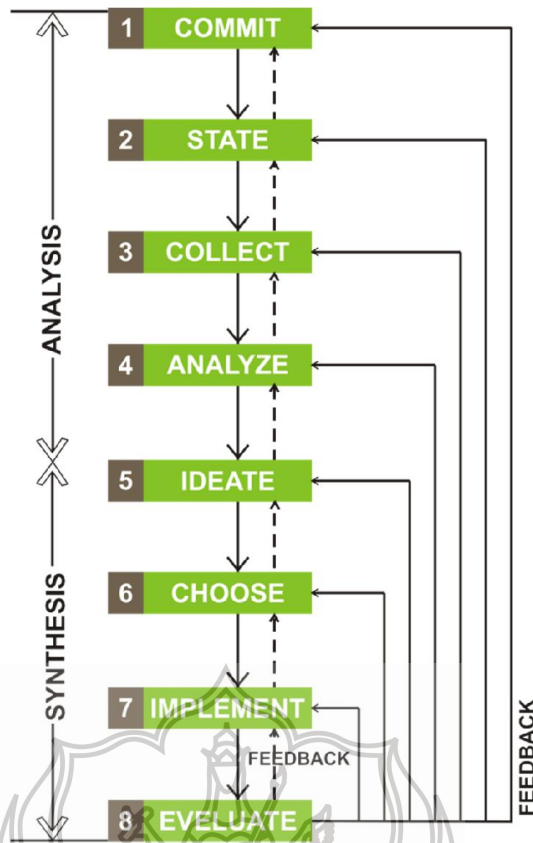 1 COMMIT
2 STATE
3 COLLECT
4 ANALYZE
5 IDEATE
6 CHOOSE
7 IMPLEMENT
FEEDBACK
8 EVELUATE
ANALYSIS
SYNTHESIS
FEEDBACK